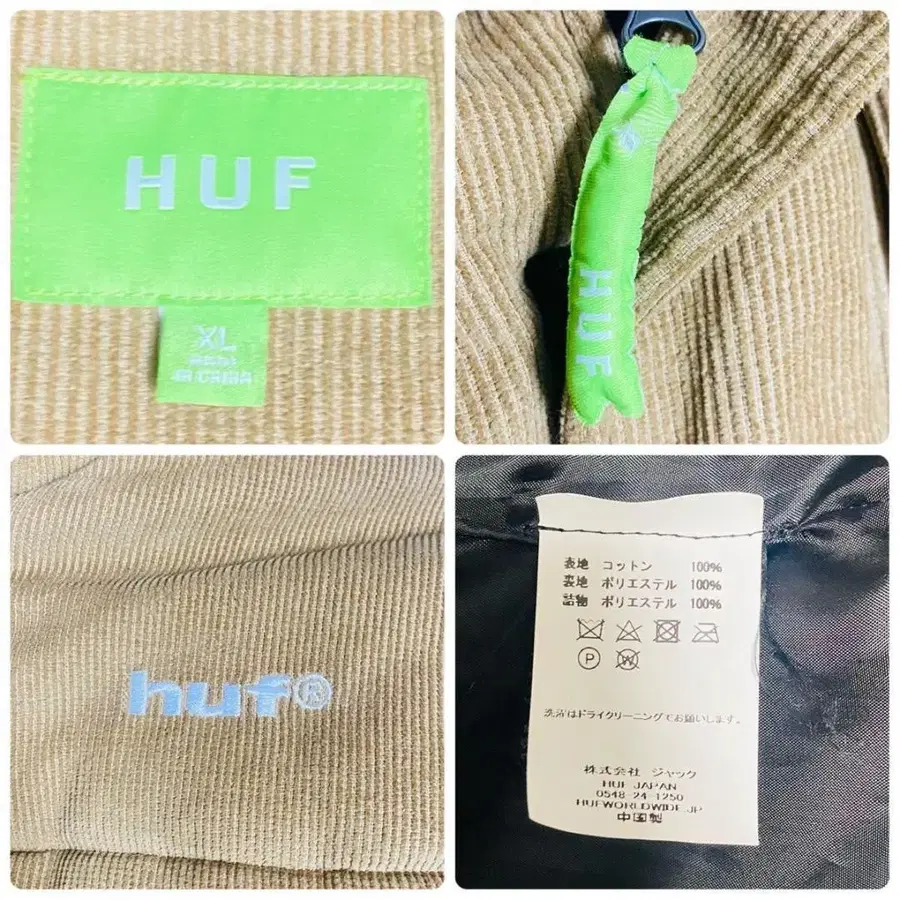 HUF
XL
MADE
IN CHINA
HUF
huf®
表地 コットン 100%
裏地 ポリエステル 100%
詰物 ポリエステル 100%
P
W
洗濯はドライクリーニングでお願いします。
株式会社 ジャック
HUF JAPAN
0548-24-1250
HUFWORLDWIDE.JP
中国製